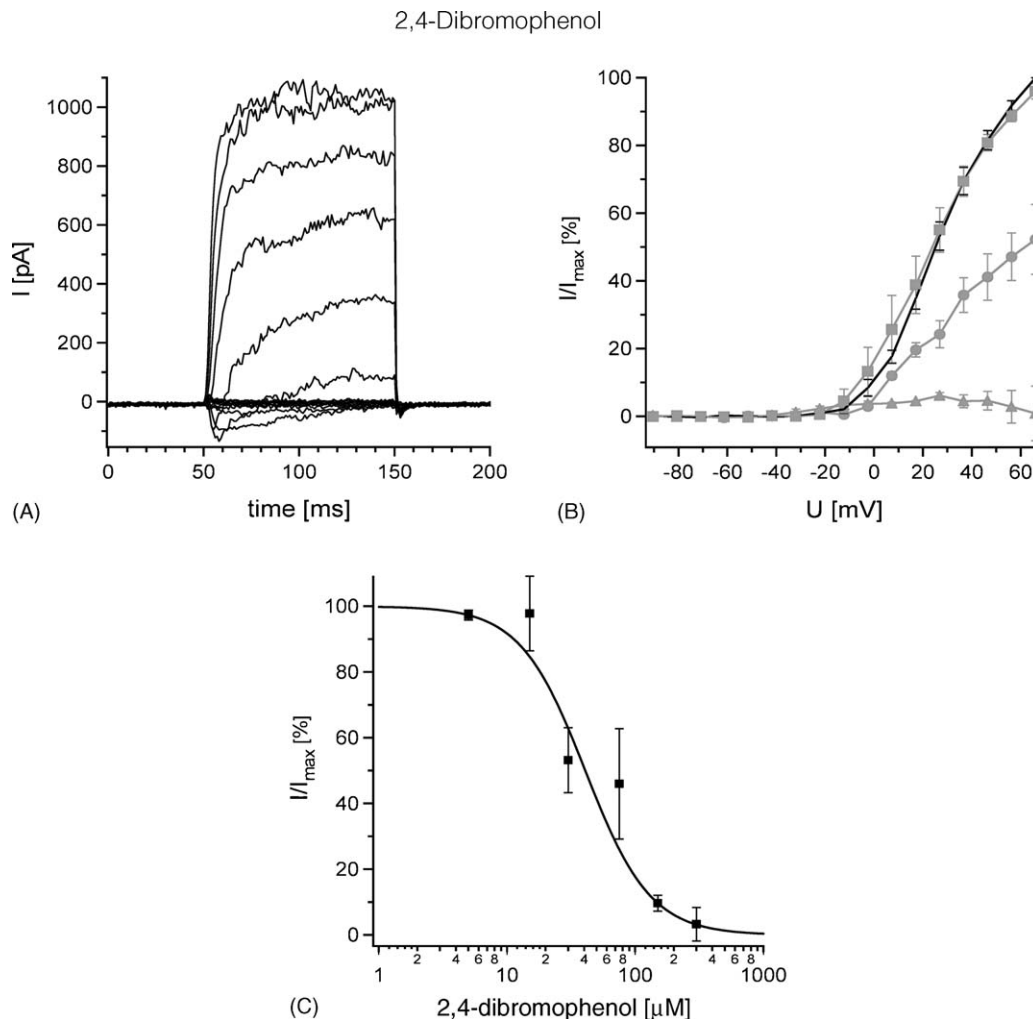 2,4-Dibromophenol
1000
800
600
400
200
0
I [pA]
0 50 100 150 200
time [ms]
(A)
100
80
60
40
20
0
I/Imax [%]
-80 -60 -40 -20 0 20 40 60
U [mV]
(B)
100
80
60
40
20
0
I/Imax [%]
1 2 4 6 8 10 2 4 6 8 100 2 4 6 8 1000
2,4-dibromophenol [µM]
(C)